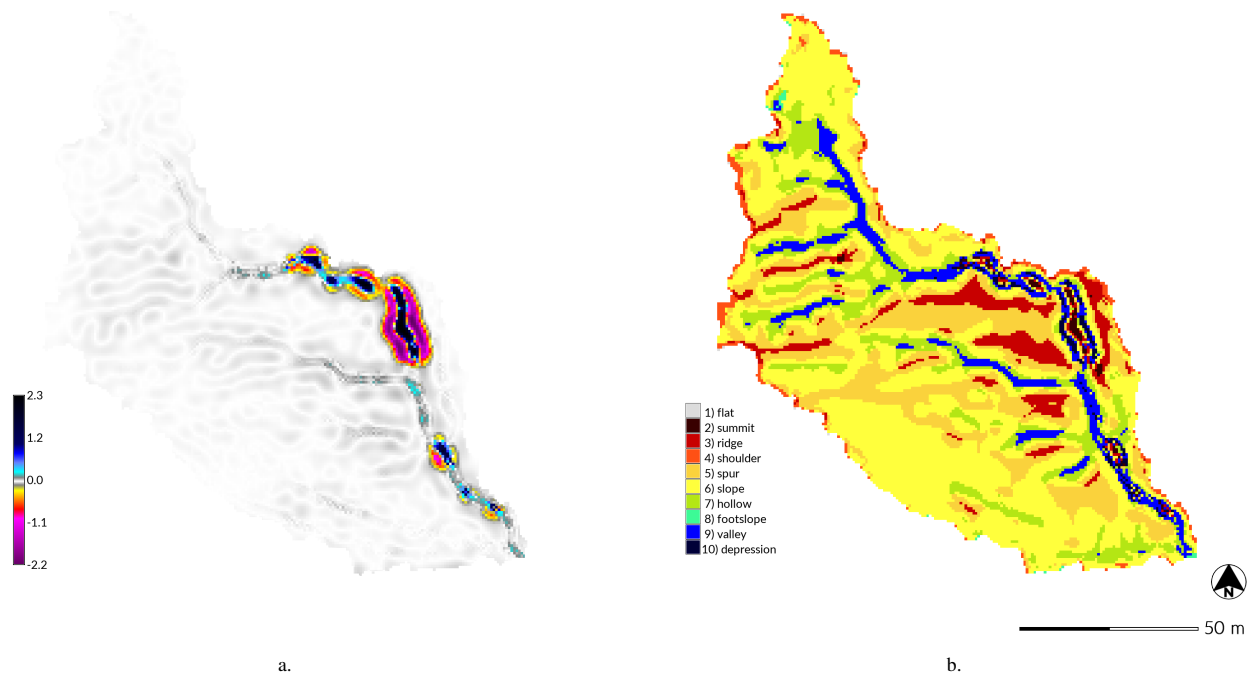 2.3
1.2
0.0
-1.1
-2.2
1) flat
2) summit
3) ridge
4) shoulder
5) spur
6) slope
7) hollow
8) footslope
9) valley
10) depression
N
50 m
a.
b.